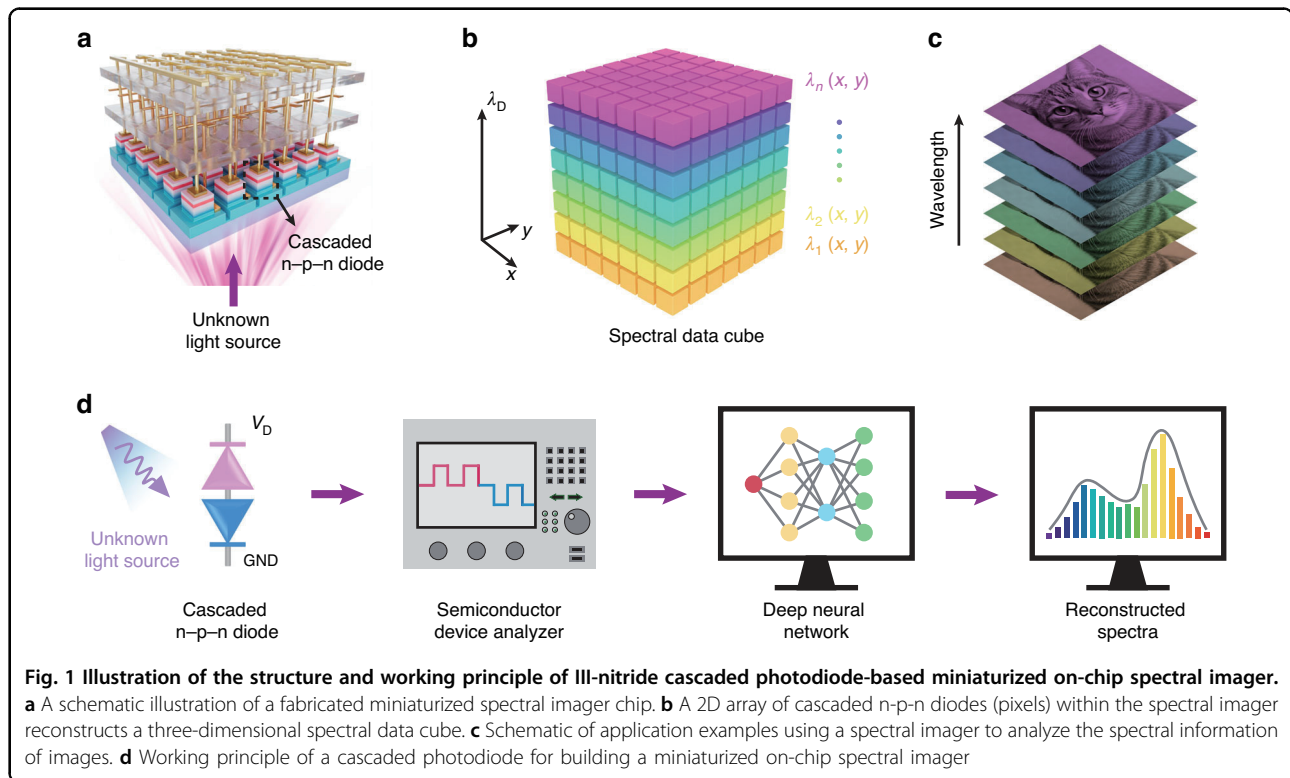 a
Cascaded
n–p–n diode
Unknown
light source
b
λD
y
x
λn (x, y)
λ2 (x, y)
λ1 (x, y)
Spectral data cube
c
Wavelength
d
VD
Unknown
light source
GND
Cascaded
n–p–n diode
Semiconductor
device analyzer
Deep neural
network
Reconstructed
spectra
Fig. 1 Illustration of the structure and working principle of III-nitride cascaded photodiode-based miniaturized on-chip spectral imager.
a A schematic illustration of a fabricated miniaturized spectral imager chip. b A 2D array of cascaded n-p-n diodes (pixels) within the spectral imager
reconstructs a three-dimensional spectral data cube. c Schematic of application examples using a spectral imager to analyze the spectral information
of images. d Working principle of a cascaded photodiode for building a miniaturized on-chip spectral imager